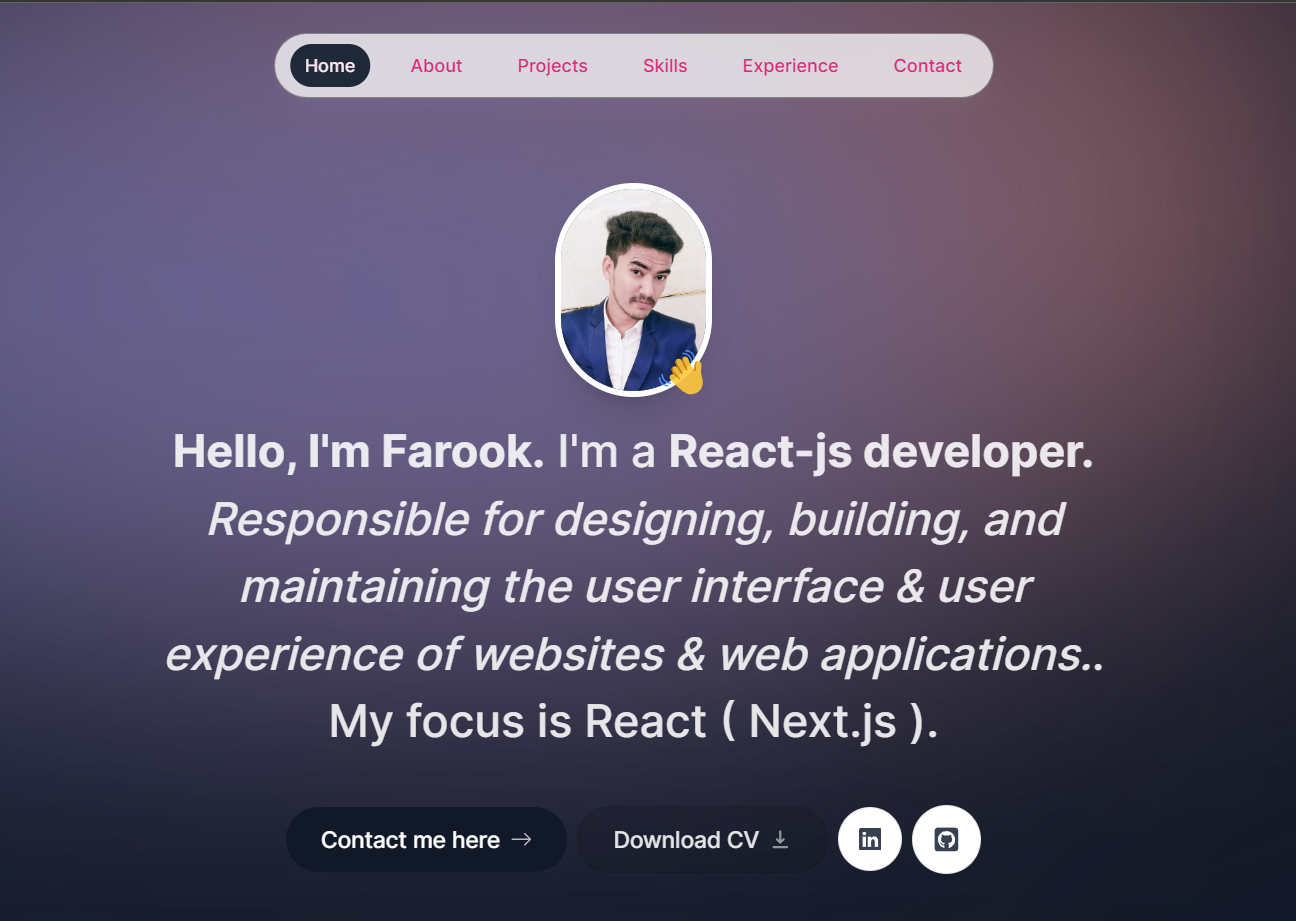 Home About Projects Skills Experience Contact
Hello, I'm Farook. I'm a React-js developer.
Responsible for designing, building, and
maintaining the user interface & user
experience of websites & web applications..
My focus is React ( Next.js ).
Contact me here Download CV in